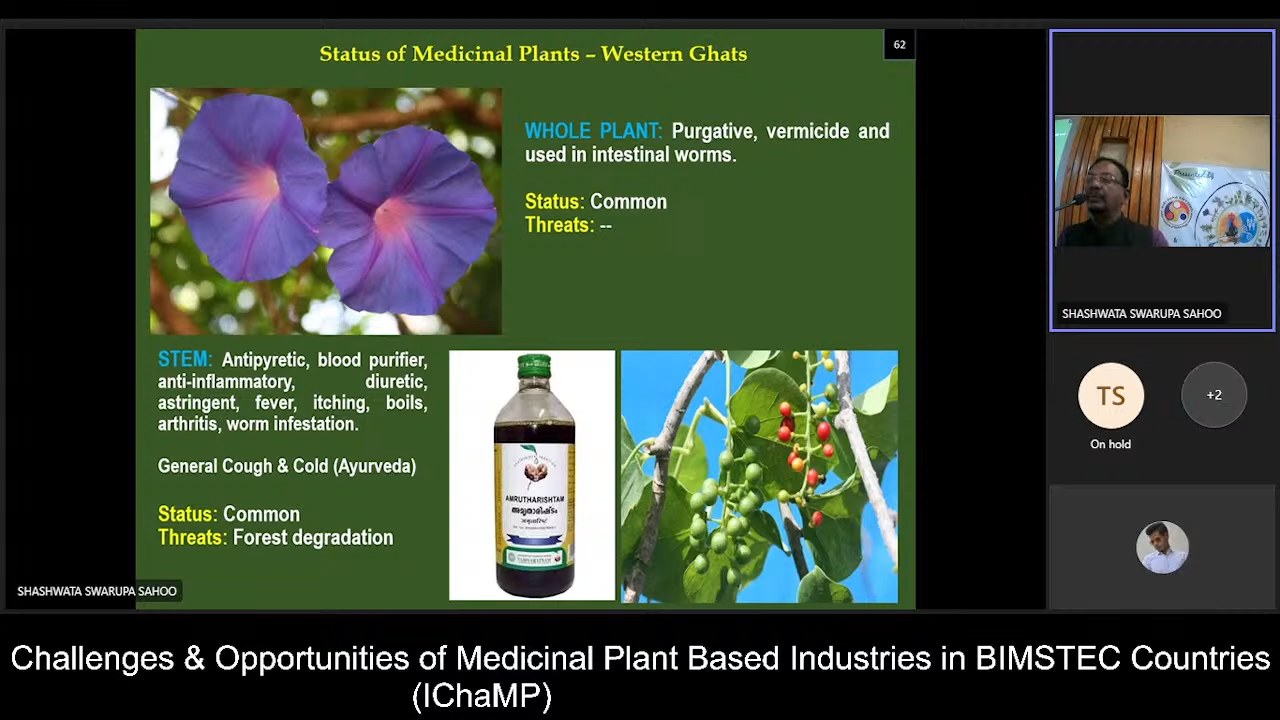 Status of Medicinal Plants – Western Ghats
62
WHOLE PLANT: Purgative, vermicide and
used in intestinal worms.
Status: Common
Threats: --
STEM: Antipyretic, blood purifier,
anti-inflammatory, diuretic,
astringent, fever, itching, boils,
arthritis, worm infestation.
General Cough & Cold (Ayurveda)
Status: Common
Threats: Forest degradation
AMRUTHARISHTAM
അമൃതാരിഷ്ടം
SHASHWATA SWARUPA SAHOO
Presented By
SHASHWATA SWARUPA SAHOO
TS
+2
On hold
Challenges & Opportunities of Medicinal Plant Based Industries in BIMSTEC Countries
(IChaMP)